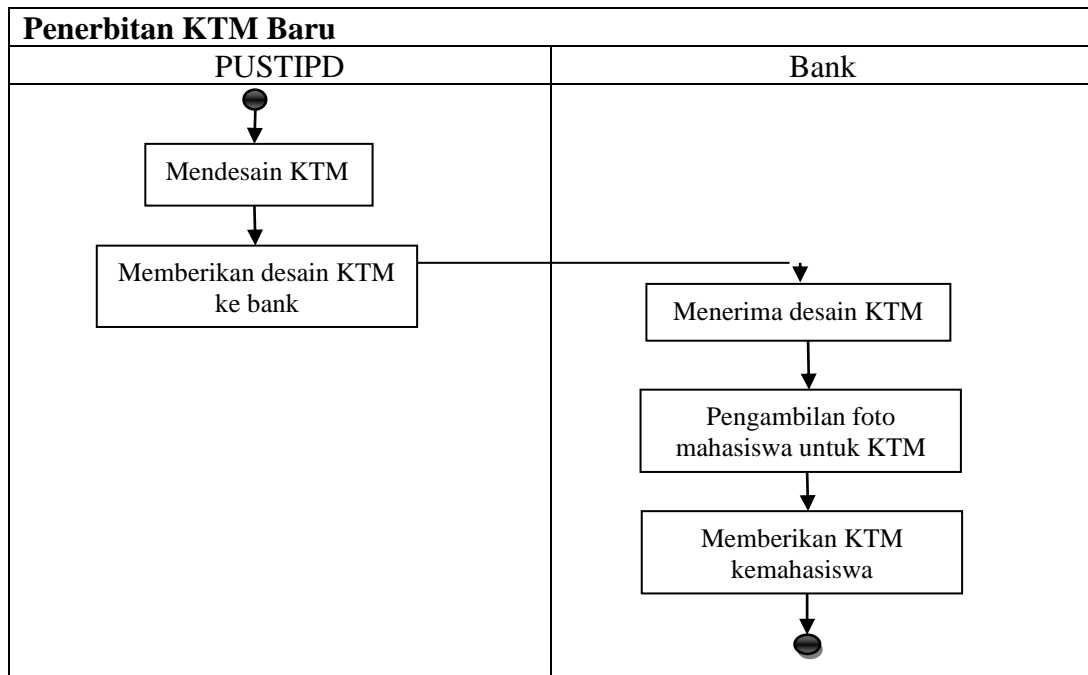 Penerbitan KTM Baru
PUSTIPD
Bank
Mendesain KTM
Memberikan desain KTM
ke bank
Menerima desain KTM
Pengambilan foto
mahasiswa untuk KTM
Memberikan KTM
kemahasiswa